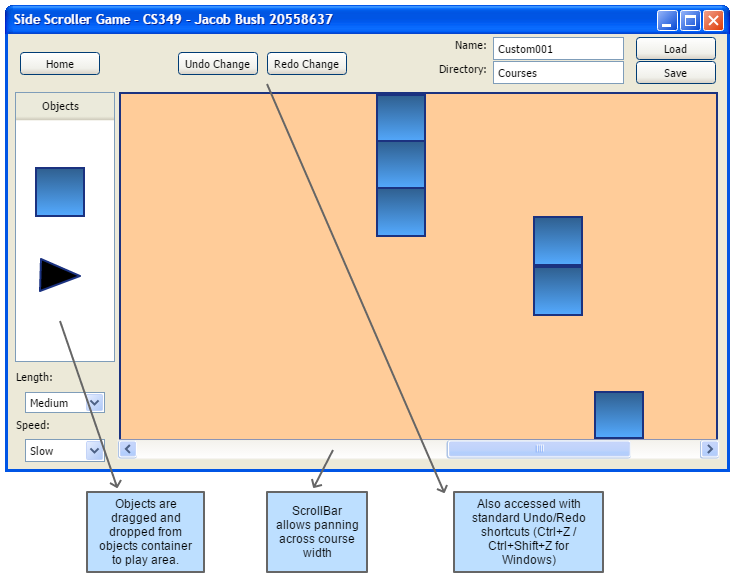 Side Scroller Game - CS349 - Jacob Bush 20558637
Home
Undo Change
Redo Change
Name:
Custom001
Load
Directory:
Courses
Save
Objects
Length:
Medium
Speed:
Slow
Objects are
dragged and
dropped from
objects container
to play area.
ScrollBar
allows panning
across course
width
Also accessed with
standard Undo/Redo
shortcuts (Ctrl+Z /
Ctrl+Shift+Z for
Windows)